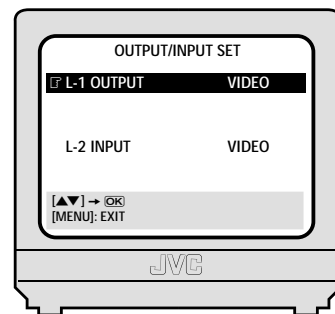 OUTPUT/INPUT SET
☞ L-1 OUTPUT VIDEO
L-2 INPUT VIDEO
[▲▼] → OK
[MENU]: EXIT
JVC